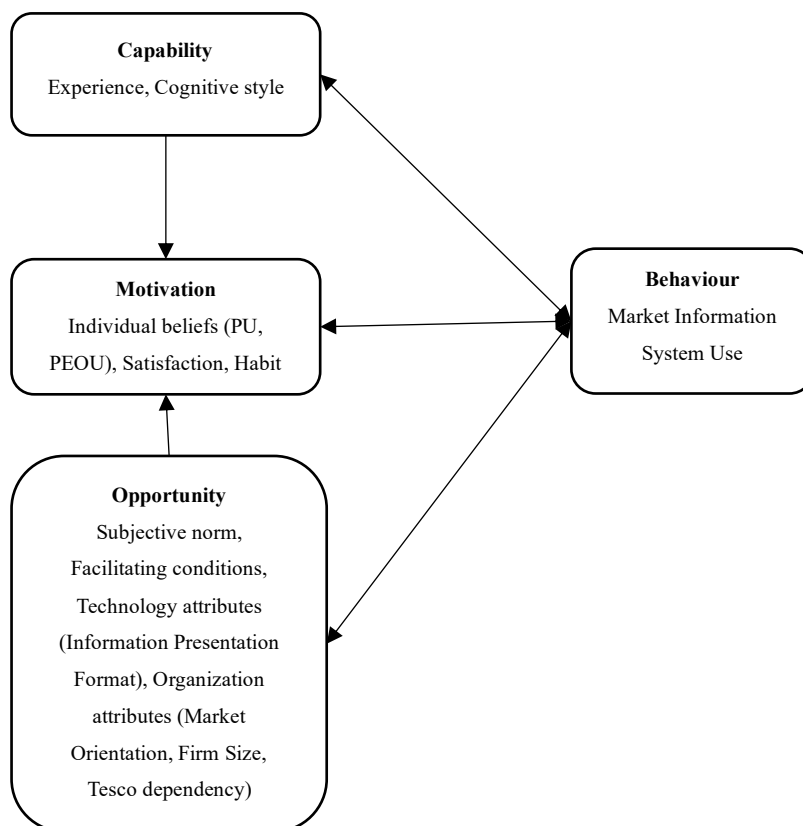 Capability
Experience, Cognitive style
Motivation
Individual beliefs (PU,
PEOU), Satisfaction, Habit
Behaviour
Market Information
System Use
Opportunity
Subjective norm,
Facilitating conditions,
Technology attributes
(Information Presentation
Format), Organization
attributes (Market
Orientation, Firm Size,
Tesco dependency)